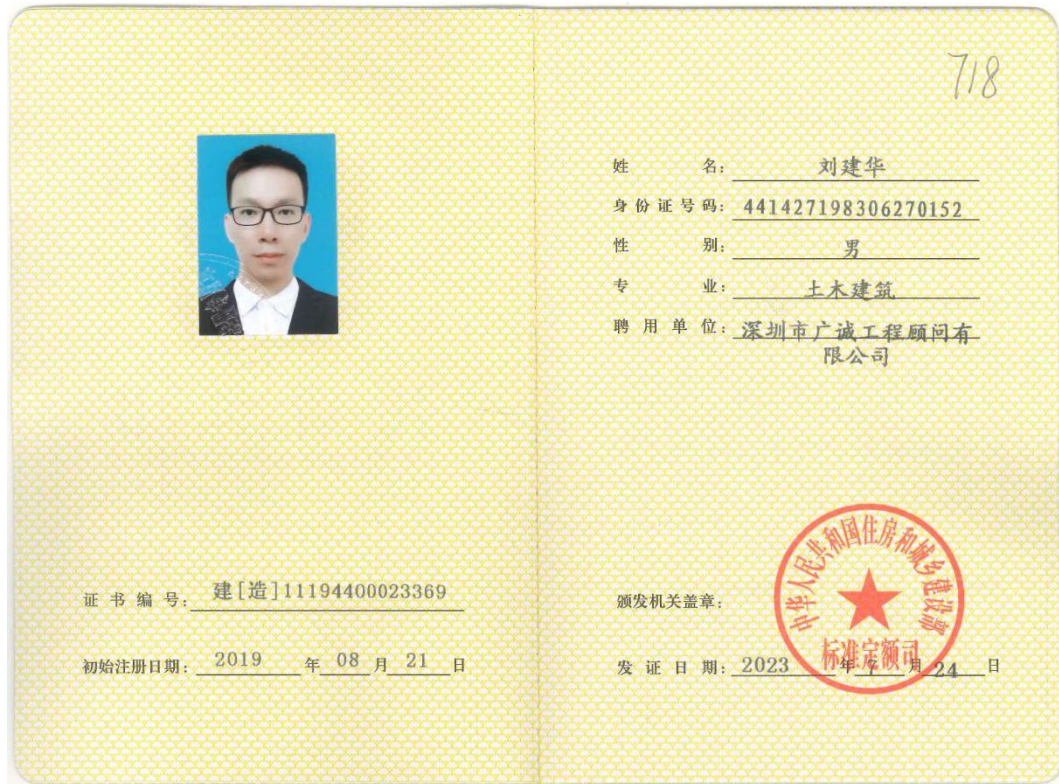 718
姓名：刘建华
身份证号码：441427198306270152
性别：男
专业：土木建筑
聘用单位：深圳市广诚工程顾问有
限公司
证书编号：建[造]11194400023369
初始注册日期：2019 年 08 月 21 日
颁发机关盖章：
中华人民共和国住房和城乡建设部
标准定额司
发证日期：2023 年 7 月 24 日